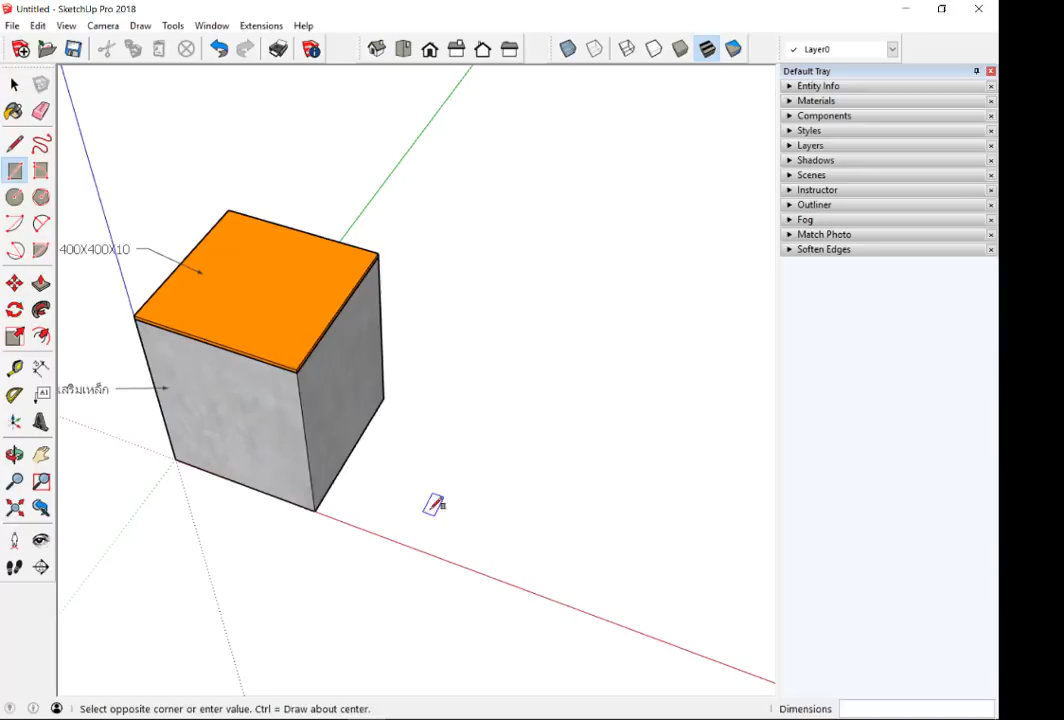 Untitled - SketchUp Pro 2018
File Edit View Camera Draw Tools Window Extensions Help
Layer0
Default Tray
Entity Info
Materials
Components
Styles
Layers
Shadows
Scenes
Instructor
Outliner
Fog
Match Photo
Soften Edges
400X400X10
เสริมเหล็ก
Select opposite corner or enter value. Ctrl = Draw about center.
Dimensions